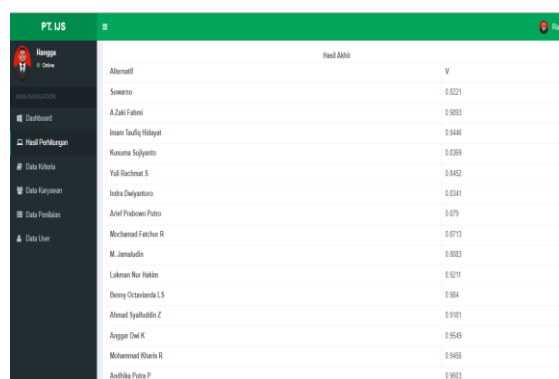 PT. IJS
Rangga
Online
MAIN NAVIGATION
Dashboard
Hasil Perhitungan
Data Kriteria
Data Karyawan
Data Penilaian
Data User
Hasil Akhir
Alternatif V
Suwarno 0.8221
A Zaki Fahmi 0.9893
Imam Taufiq Hidayat 0.9446
Kusuma Sujiyanto 0.8369
Yuli Rachmat S 0.8452
Indra Dwiyantoro 0.8341
Arief Prabowo Putro 0.879
Mochamad Fatchur R 0.8713
M. Jamaludin 0.8083
Lukman Nur Hakim 0.9211
Benny Octavianda L.S 0.984
Ahmad Syaifuddin Z 0.9181
Anggar Dwi K 0.9549
Mohammad Kharis R 0.9456
Andhika Putra P 0.9603